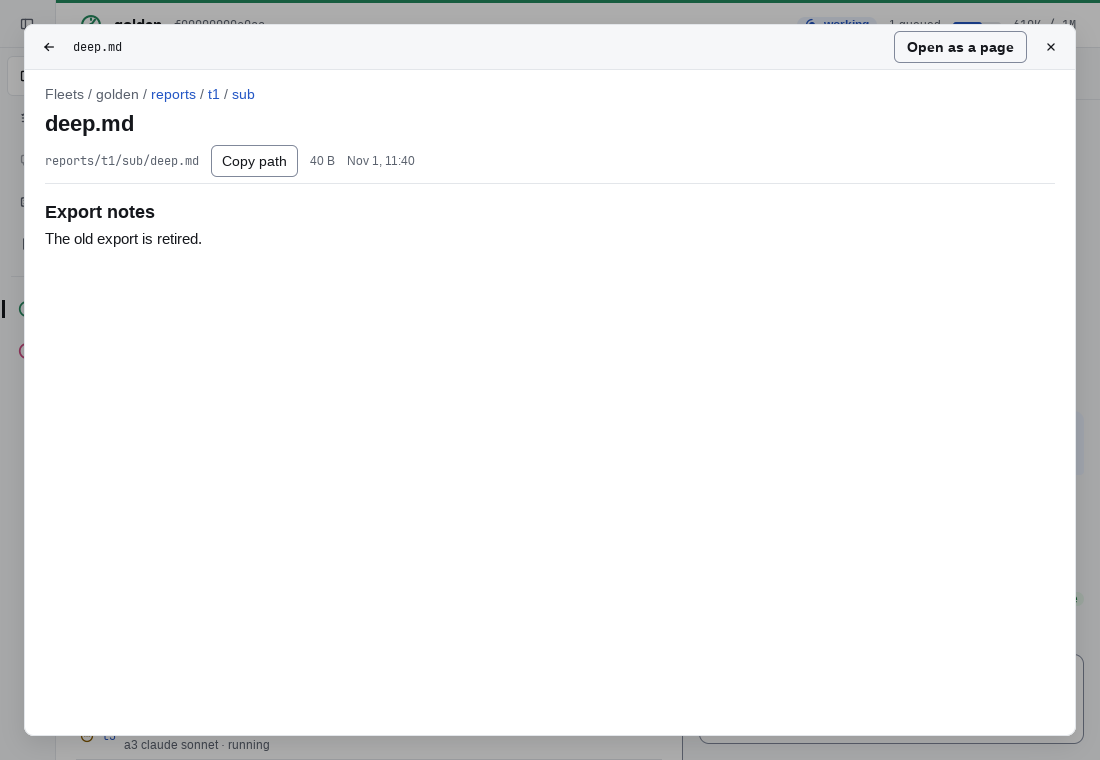 deep.md
Open as a page
Fleets / golden / reports / t1 / sub
deep.md
reports/t1/sub/deep.md
Copy path
40 B
Nov 1, 11:40
Export notes
The old export is retired.
a3 claude sonnet · running